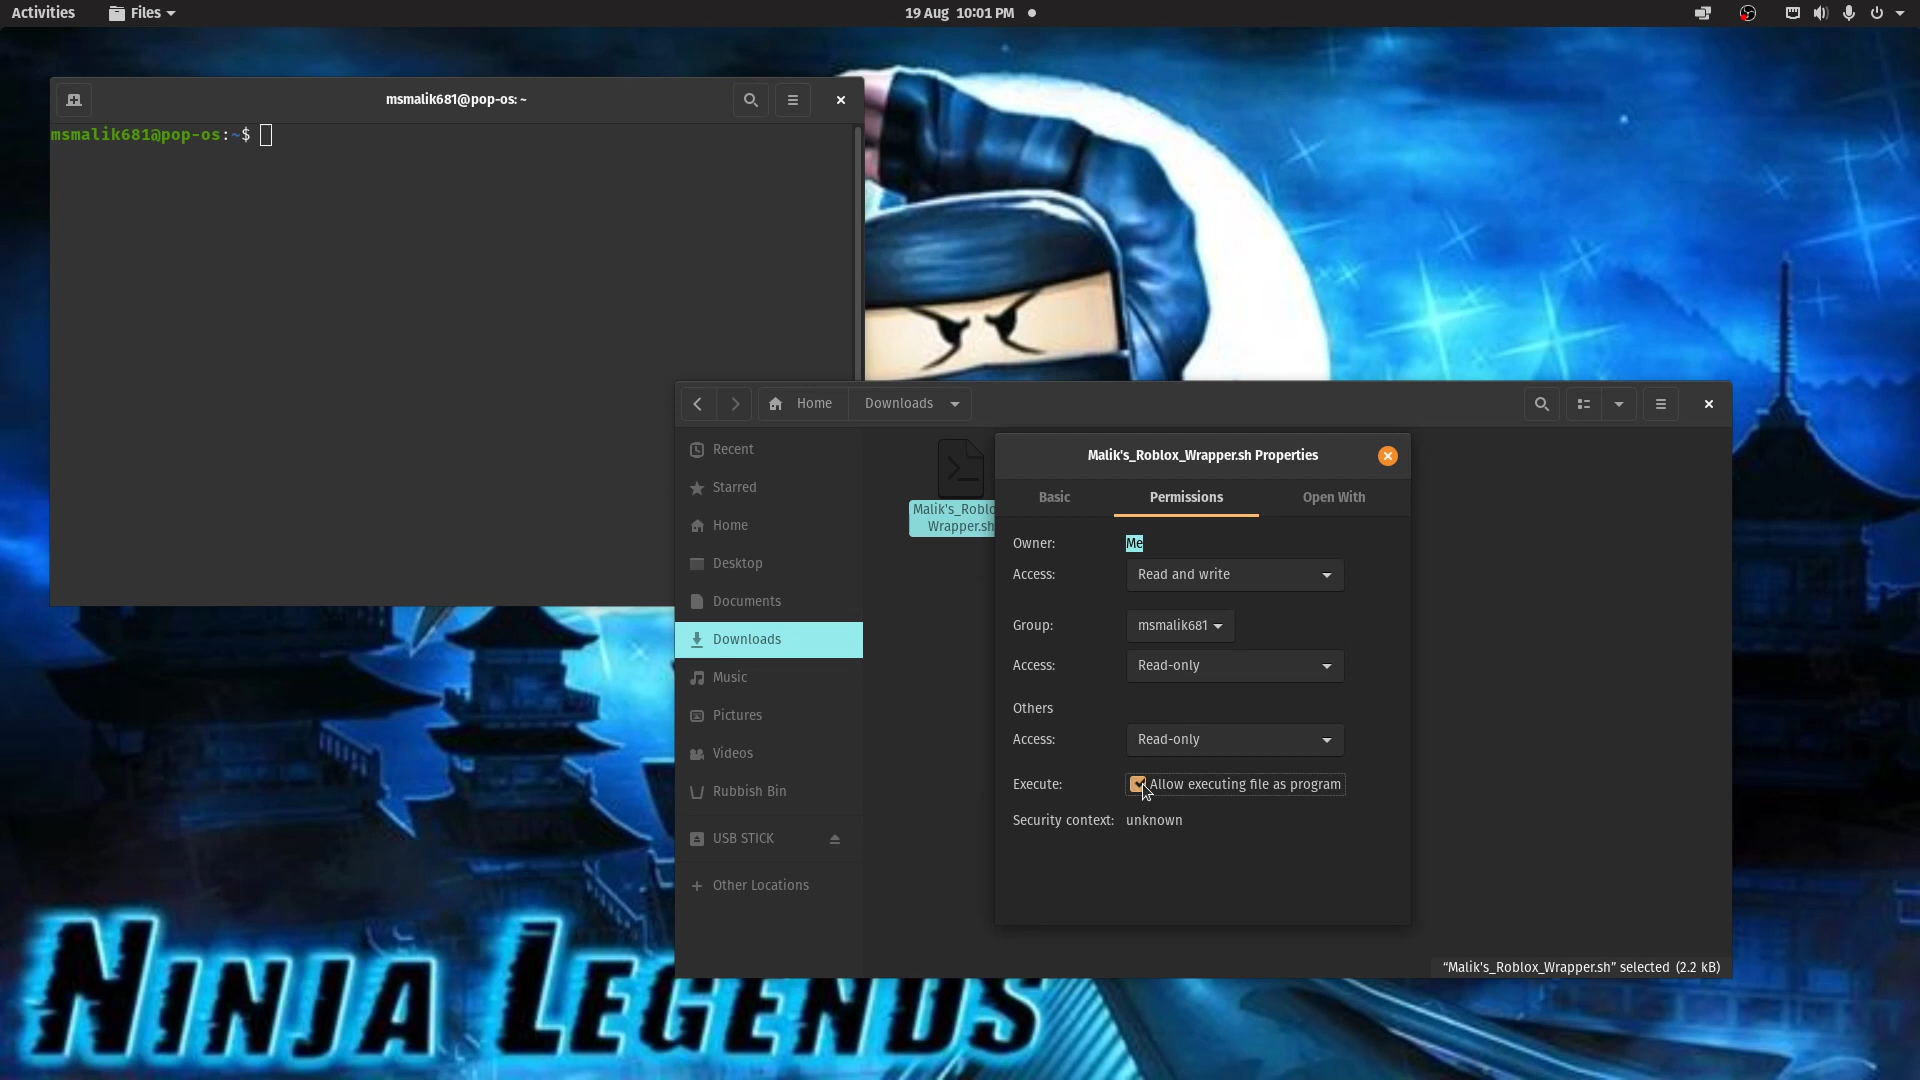 Activities
Files
19 Aug 10:01 PM
msmalik681@pop-os: ~
msmalik681@pop-os:~$
Home
Downloads
Recent
Starred
Home
Desktop
Documents
Downloads
Music
Pictures
Videos
Rubbish Bin
USB STICK
Other Locations
Malik's_Roblo
Wrapper.sh
Malik's_Roblox_Wrapper.sh Properties
Basic
Permissions
Open With
Owner:
Me
Access:
Read and write
Group:
msmalik681
Access:
Read-only
Others
Access:
Read-only
Execute:
Allow executing file as program
Security context:
unknown
“Malik's_Roblox_Wrapper.sh” selected (2.2 kB)
NINJA LEGENDS